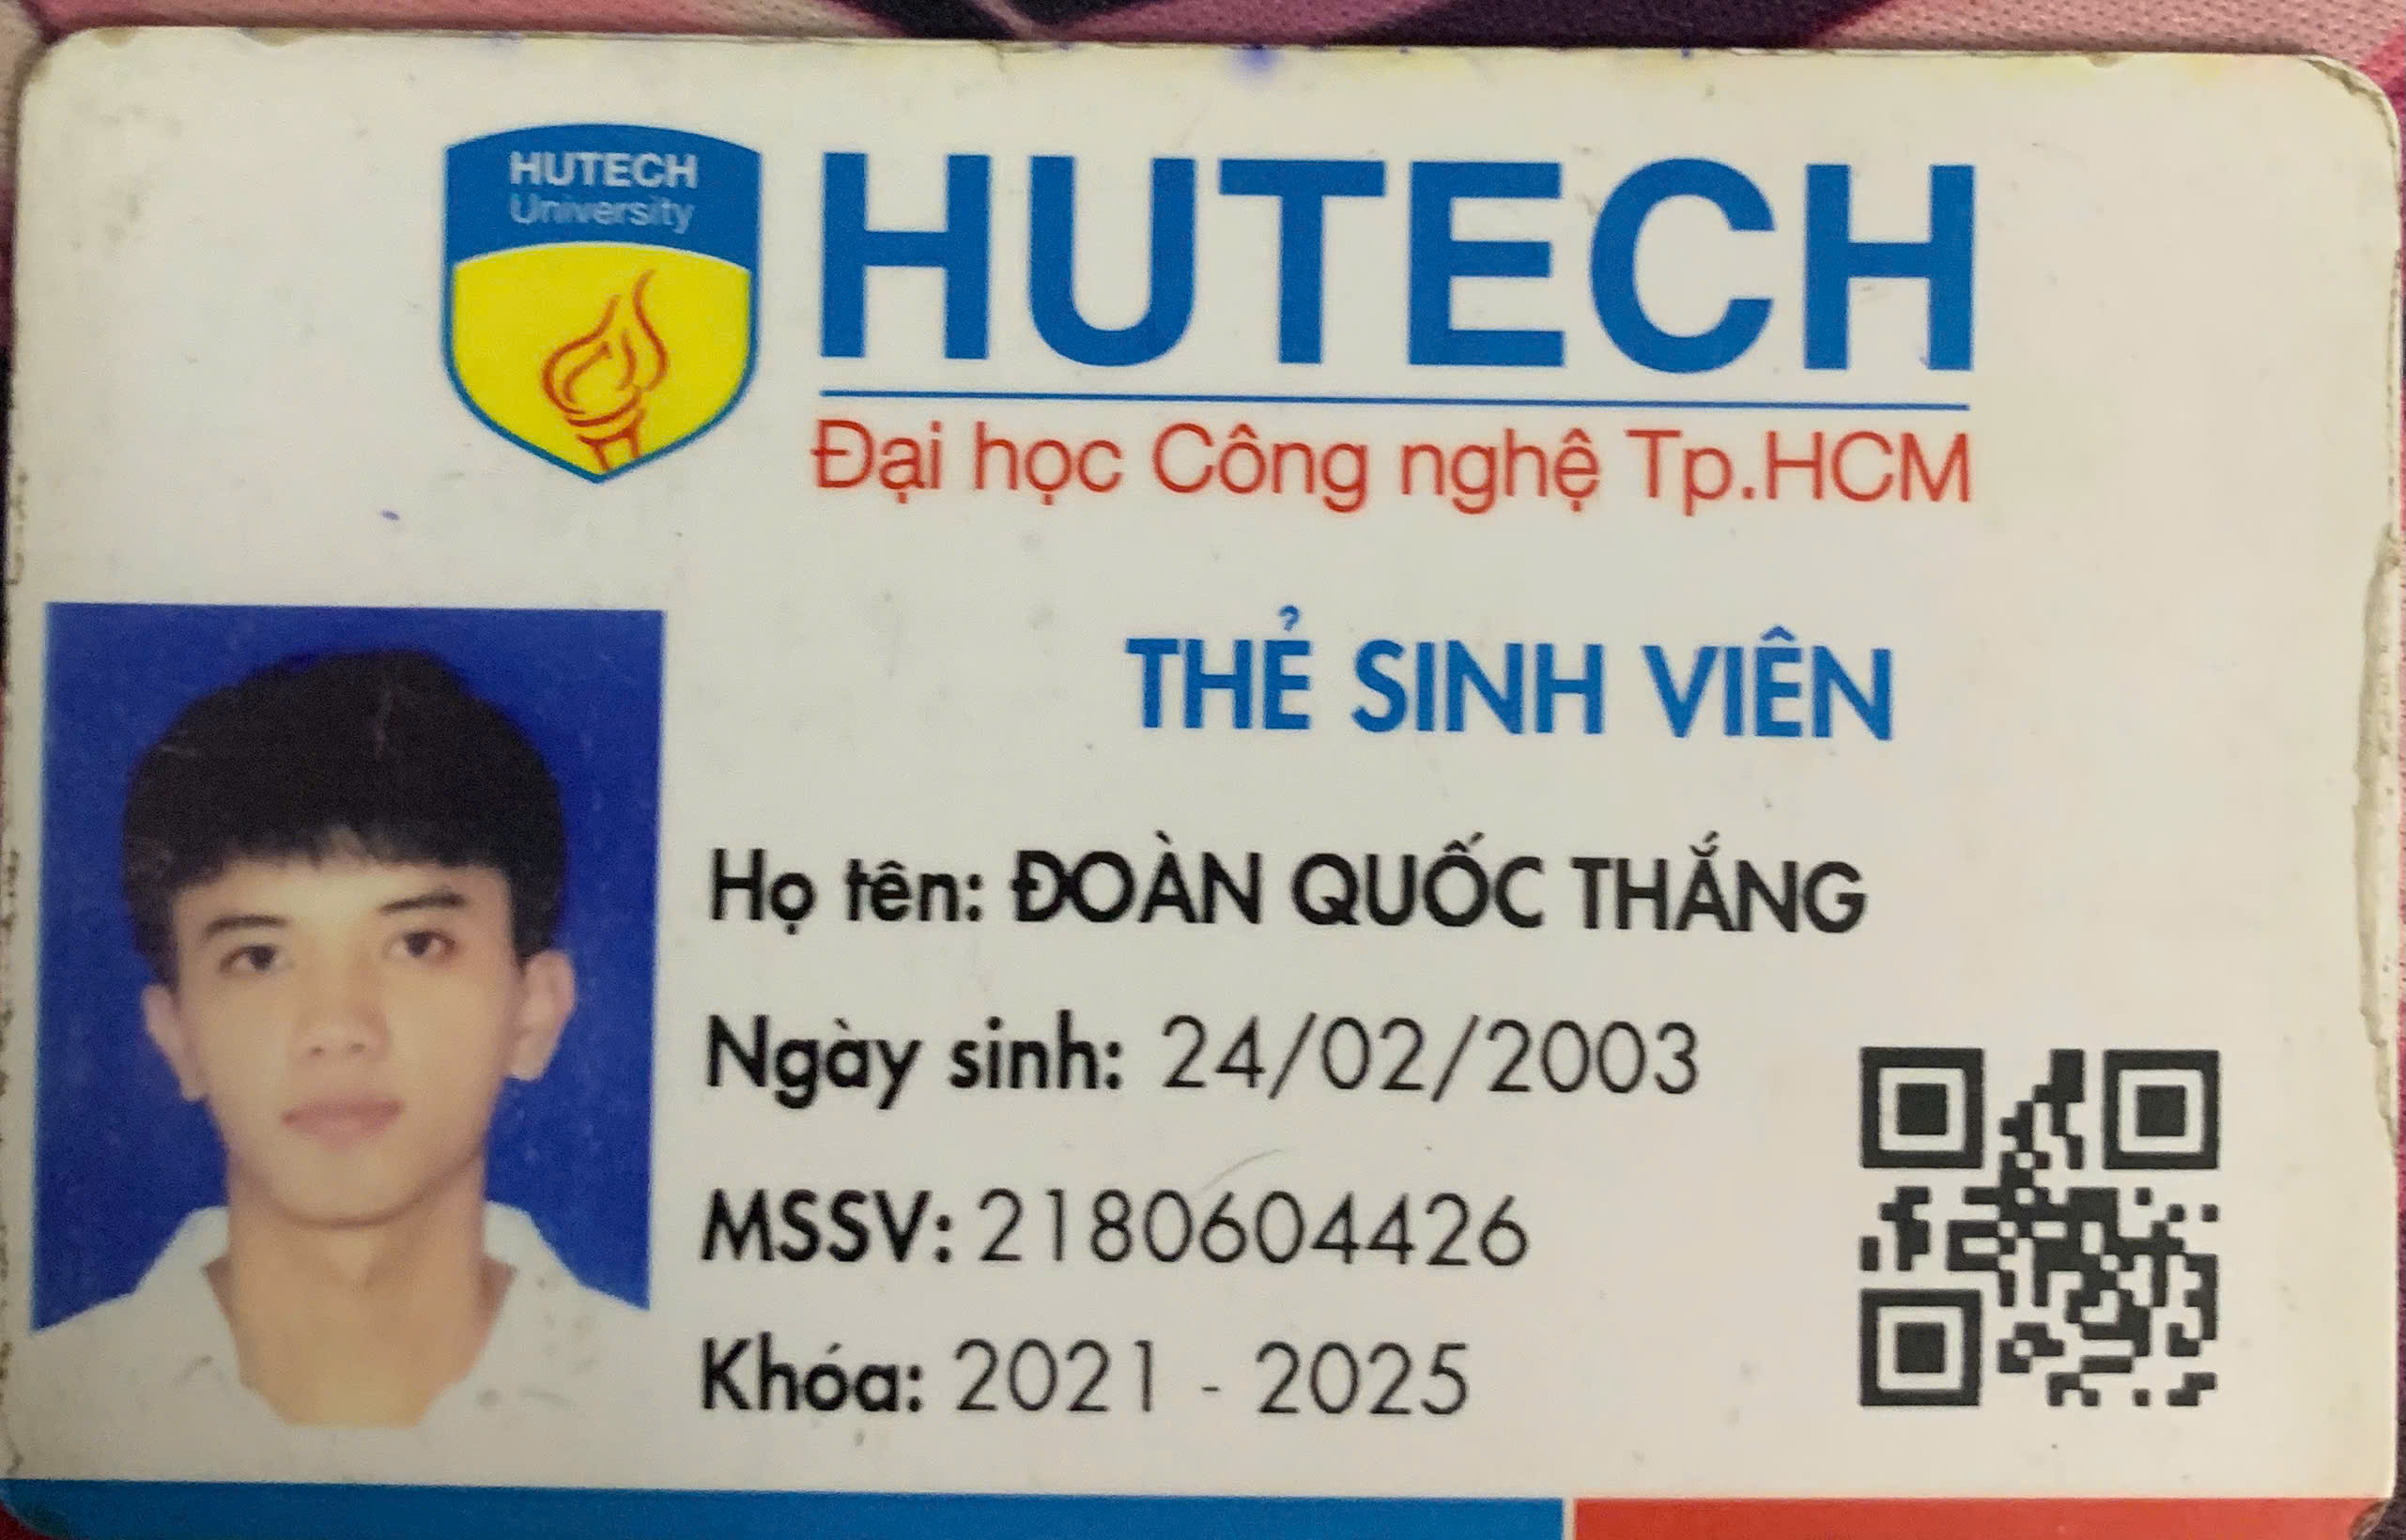 HUTECH
University
HUTECH
Đại học Công nghệ Tp.HCM
THẺ SINH VIÊN
Họ tên: ĐOÀN QUỐC THẮNG
Ngày sinh: 24/02/2003
MSSV: 2180604426
Khóa: 2021 - 2025